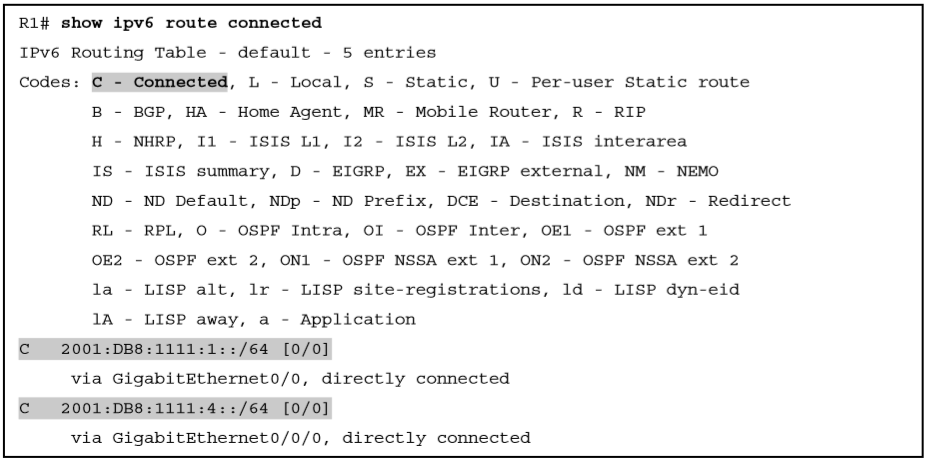 R1# show ipv6 route connected
IPv6 Routing Table - default - 5 entries
Codes: C - Connected, L - Local, S - Static, U - Per-user Static route
B - BGP, HA - Home Agent, MR - Mobile Router, R - RIP
H - NHRP, I1 - ISIS L1, I2 - ISIS L2, IA - ISIS interarea
IS - ISIS summary, D - EIGRP, EX - EIGRP external, NM - NEMO
ND - ND Default, NDp - ND Prefix, DCE - Destination, NDr - Redirect
RL - RPL, O - OSPF Intra, OI - OSPF Inter, OE1 - OSPF ext 1
OE2 - OSPF ext 2, ON1 - OSPF NSSA ext 1, ON2 - OSPF NSSA ext 2
la - LISP alt, lr - LISP site-registrations, ld - LISP dyn-eid
lA - LISP away, a - Application
C 2001:DB8:1111:1::/64 [0/0]
via GigabitEthernet0/0, directly connected
C 2001:DB8:1111:4::/64 [0/0]
via GigabitEthernet0/0/0, directly connected